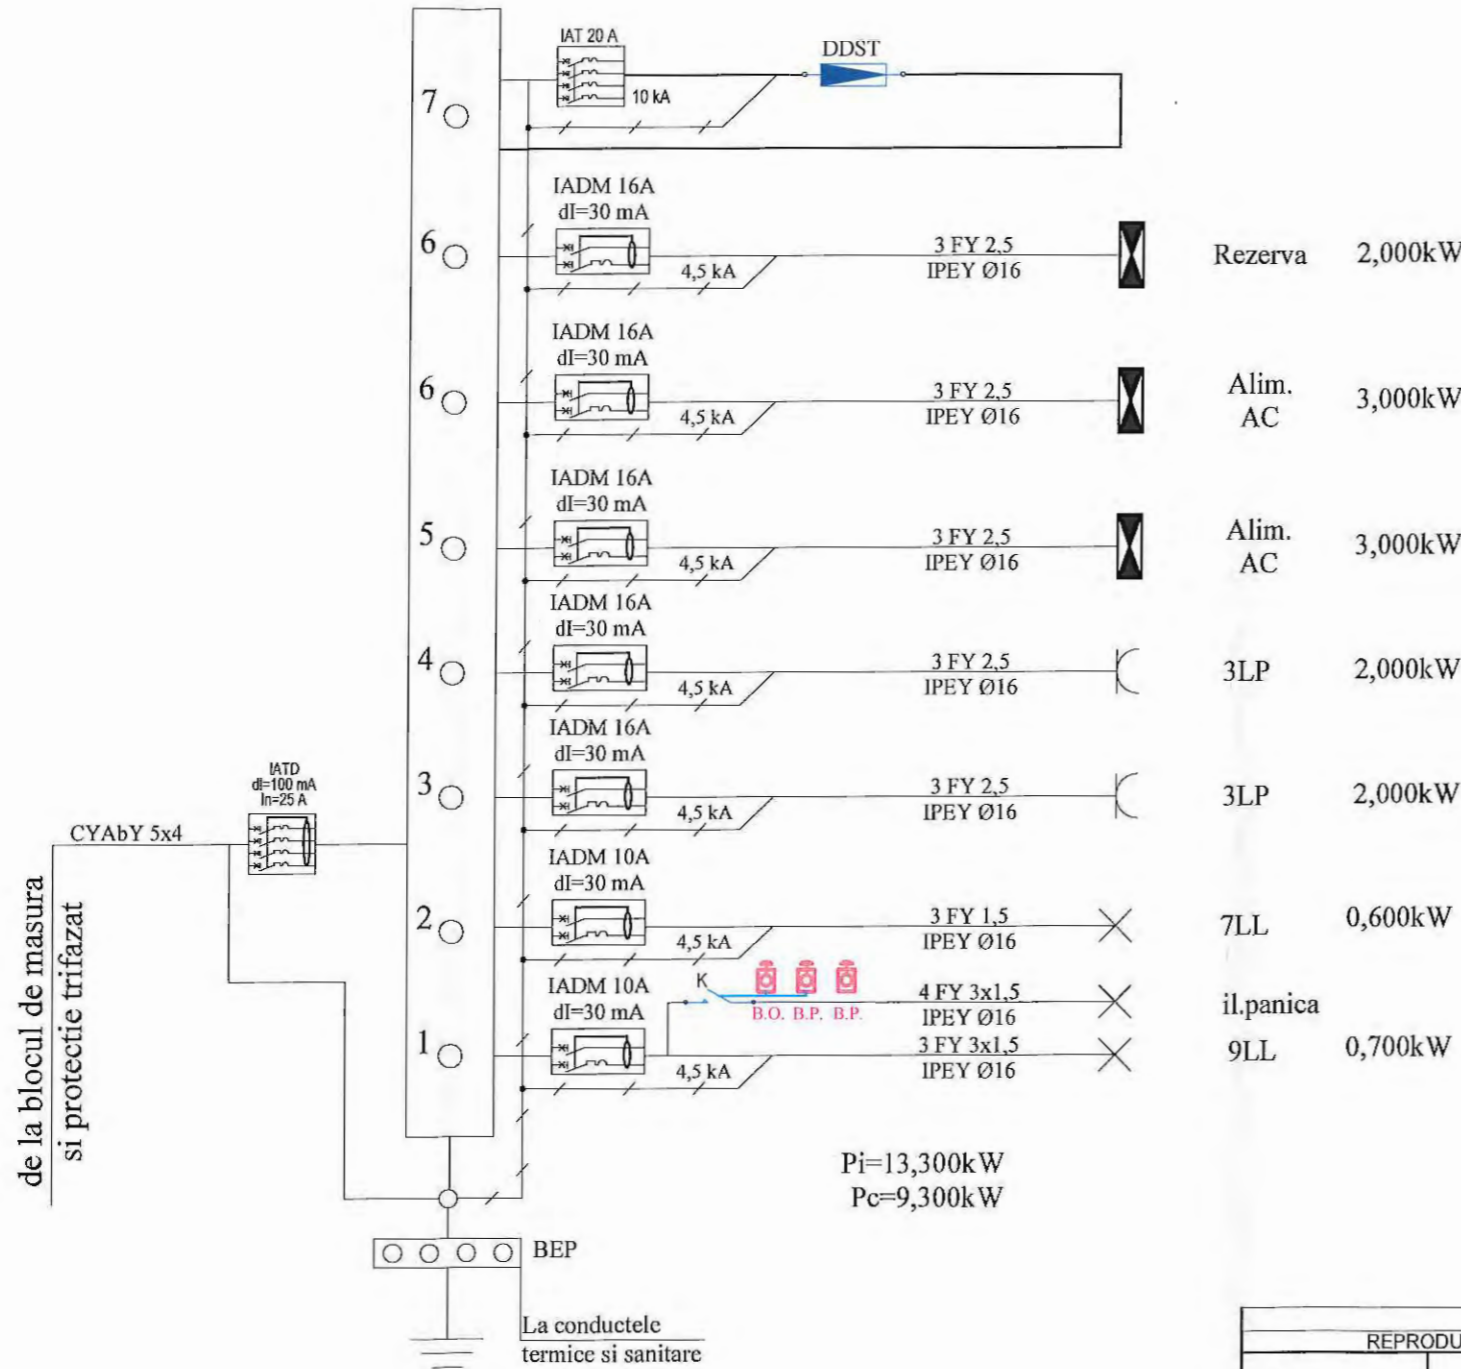 IAT 20 A
DDST
7
10 kA
IADM 16A
dI=30 mA
6
4,5 kA
3 FY 2,5
IPEY Ø16
Rezerva
2,000kW
IADM 16A
dI=30 mA
6
4,5 kA
3 FY 2,5
IPEY Ø16
Alim.
AC
3,000kW
IADM 16A
dI=30 mA
5
4,5 kA
3 FY 2,5
IPEY Ø16
Alim.
AC
3,000kW
IADM 16A
dI=30 mA
4
4,5 kA
3 FY 2,5
IPEY Ø16
3LP
2,000kW
IADM 16A
dI=30 mA
3
4,5 kA
3 FY 2,5
IPEY Ø16
3LP
2,000kW
IATD
dI=100 mA
In=25 A
CYAbY 5x4
de la blocul de masura
si protectie trifazat
IADM 10A
dI=30 mA
2
4,5 kA
3 FY 1,5
IPEY Ø16
7LL
0,600kW
K
B.O. B.P. B.P.
4 FY 3x1,5
IPEY Ø16
il.panica
IADM 10A
dI=30 mA
1
4,5 kA
3 FY 3x1,5
IPEY Ø16
9LL
0,700kW
Pi=13,300kW
Pc=9,300kW
BEP
La conductele
termice si sanitare
REPRODU